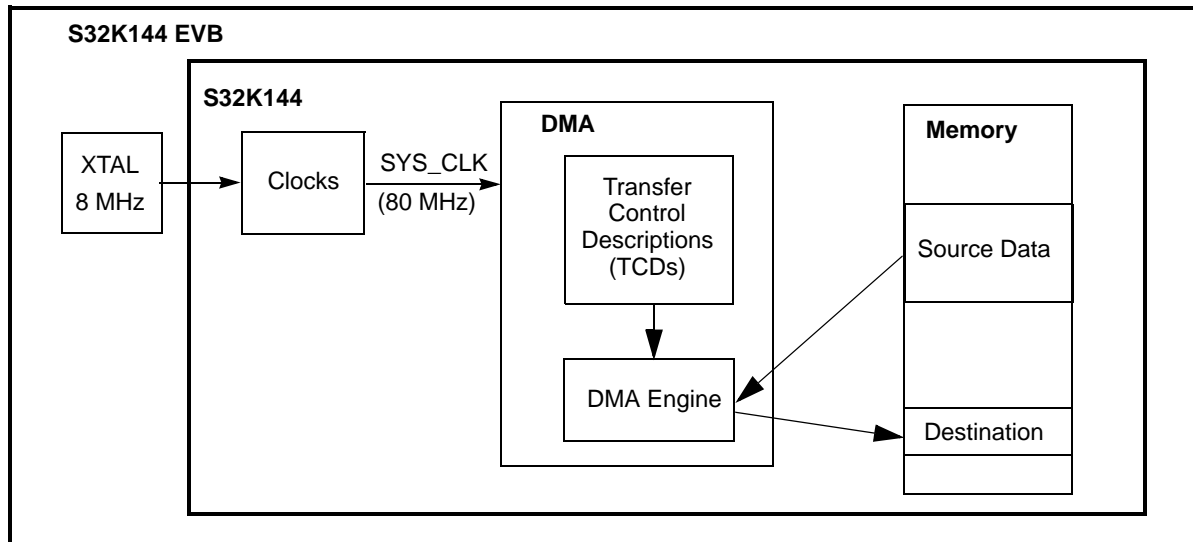 S32K144 EVB
S32K144
XTAL
8 MHz
Clocks
SYS_CLK
(80 MHz)
DMA
Transfer
Control
Descriptions
(TCDs)
DMA Engine
Memory
Source Data
Destination